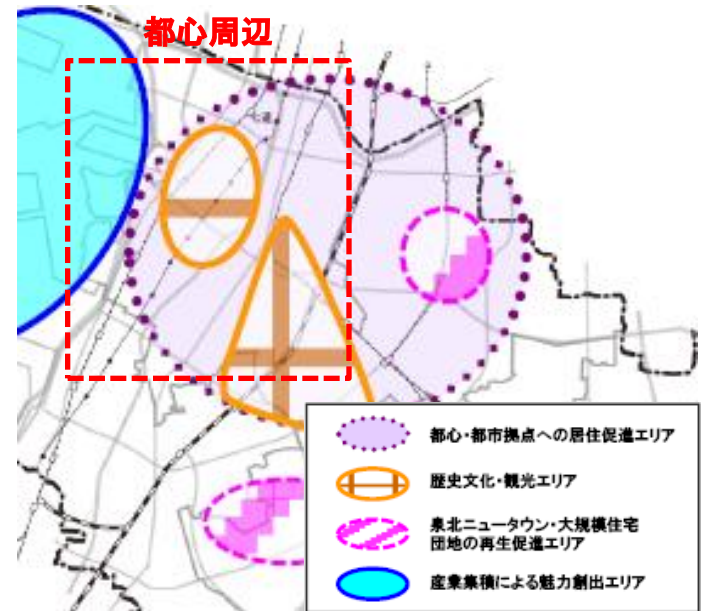 都心周辺
都心・都市拠点への居住促進エリア
歴史文化・観光エリア
泉北ニュータウン・大規模住宅
団地の再生促進エリア
産業集積による魅力創出エリア